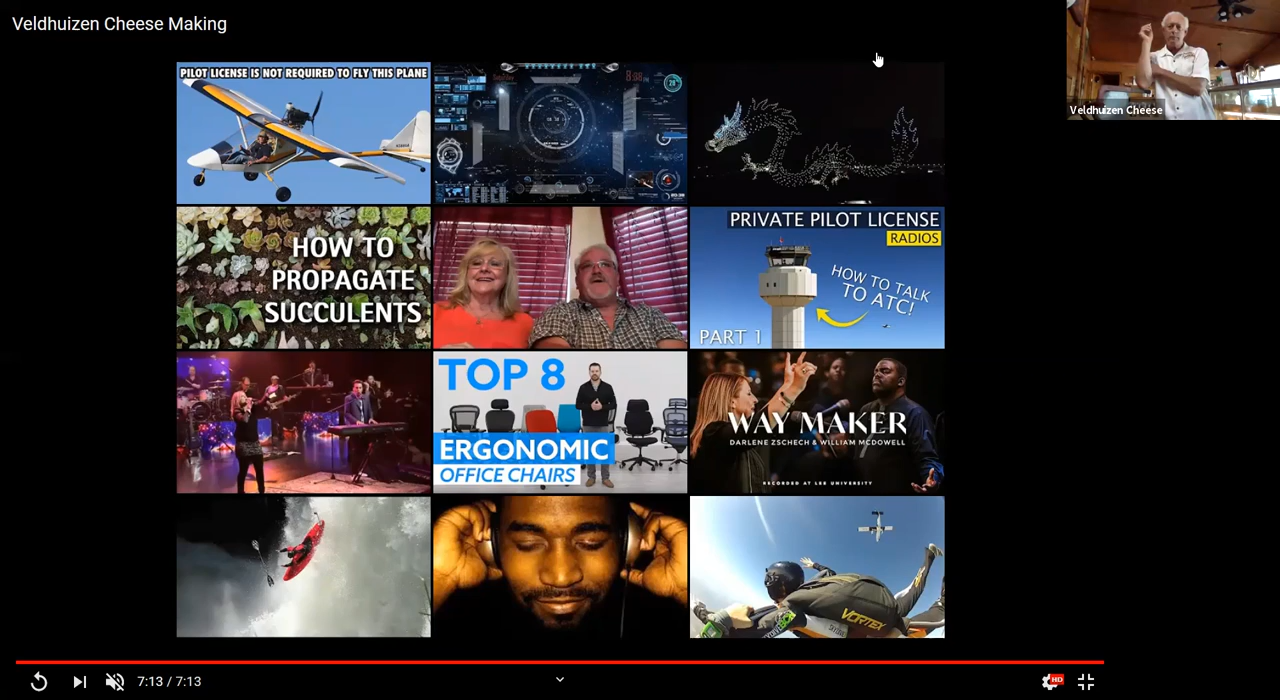 Veldhuizen Cheese Making
Veldhuizen Cheese
PILOT LICENSE IS NOT REQUIRED TO FLY THIS PLANE
HOW TO
PROPAGATE
SUCCULENTS
PRIVATE PILOT LICENSE
RADIOS
HOW TO TALK
TO ATC!
PART 1
TOP 8
ERGONOMIC
OFFICE CHAIRS
WAY MAKER
DARLENE ZSCHECH & WILLIAM MCDOWELL
RECORDED AT LEE UNIVERSITY
VORTEX
7:13 / 7:13
HD